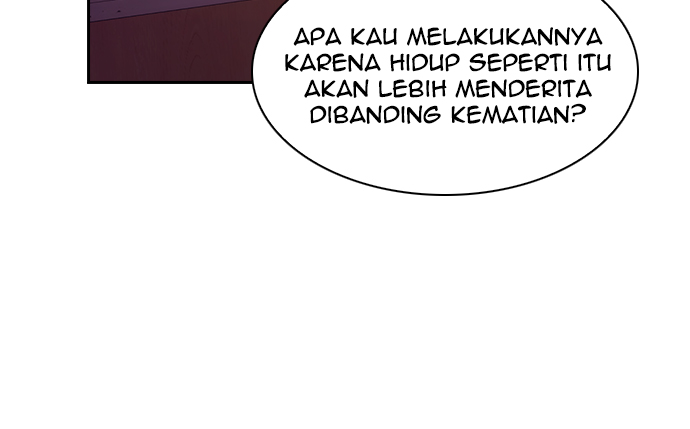 APA KAU MELAKUKANNYA
KARENA HIDUP SEPERTI ITU
AKAN LEBIH MENDERITA
DIBANDING KEMATIAN?